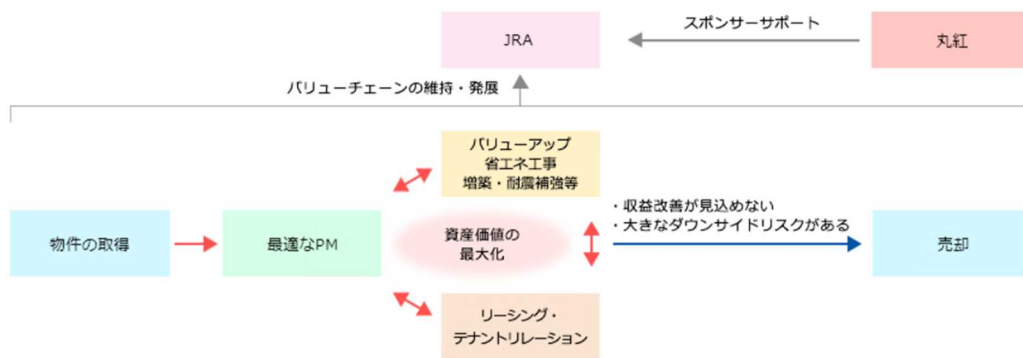 JRA
スポンサーサポート
丸紅
バリューチェーンの維持・発展
バリューアップ
省エネ工事
増築・耐震補強等
物件の取得
最適なPM
資産価値の
最大化
・収益改善が見込めない
・大きなダウンサイドリスクがある
売却
リーシング・
テナントリレーション